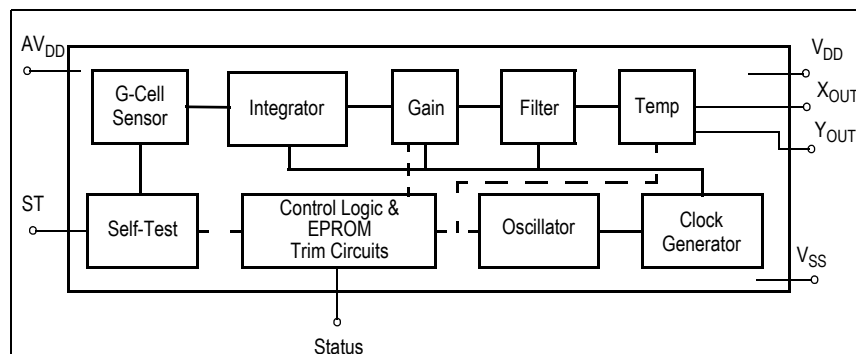 AVDD
VDD
G-Cell
Sensor
Integrator
Gain
Filter
Temp
XOUT
YOUT
ST
Self-Test
Control Logic &
EPROM
Trim Circuits
Oscillator
Clock
Generator
VSS
Status